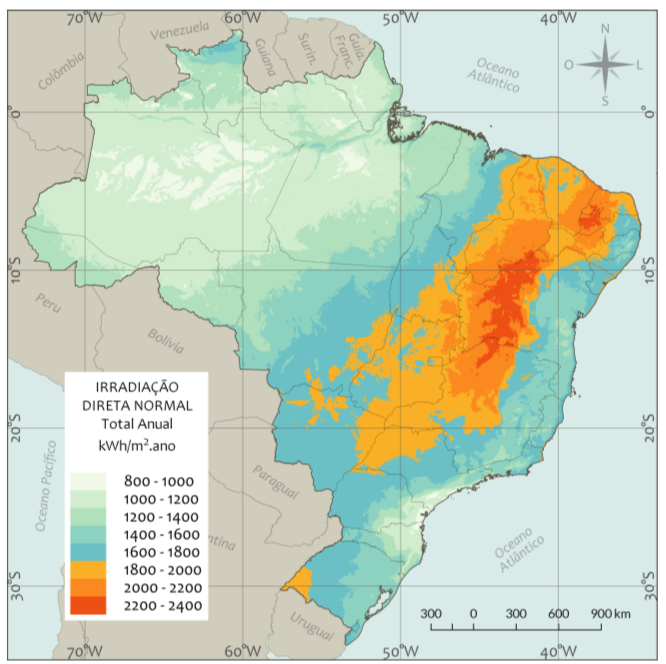 70°W
60°W
50°W
40°W
Venezuela
Colômbia
Guiana
Surin.
Guia.
Franc.
Oceano
Atlântico
N
O
L
S
0°
0°
10°S
10°S
Peru
Bolívia
IRRADIAÇÃO
DIRETA NORMAL
Total Anual
kWh/m².ano
800 - 1000
1000 - 1200
1200 - 1400
1400 - 1600
1600 - 1800
1800 - 2000
2000 - 2200
2200 - 2400
20°S
20°S
Oceano Pacífico
Paraguai
ntina
Oceano
Atlântico
30°S
30°S
Uruguai
300 0 300 600 900 km
70°W
60°W
50°W
40°W